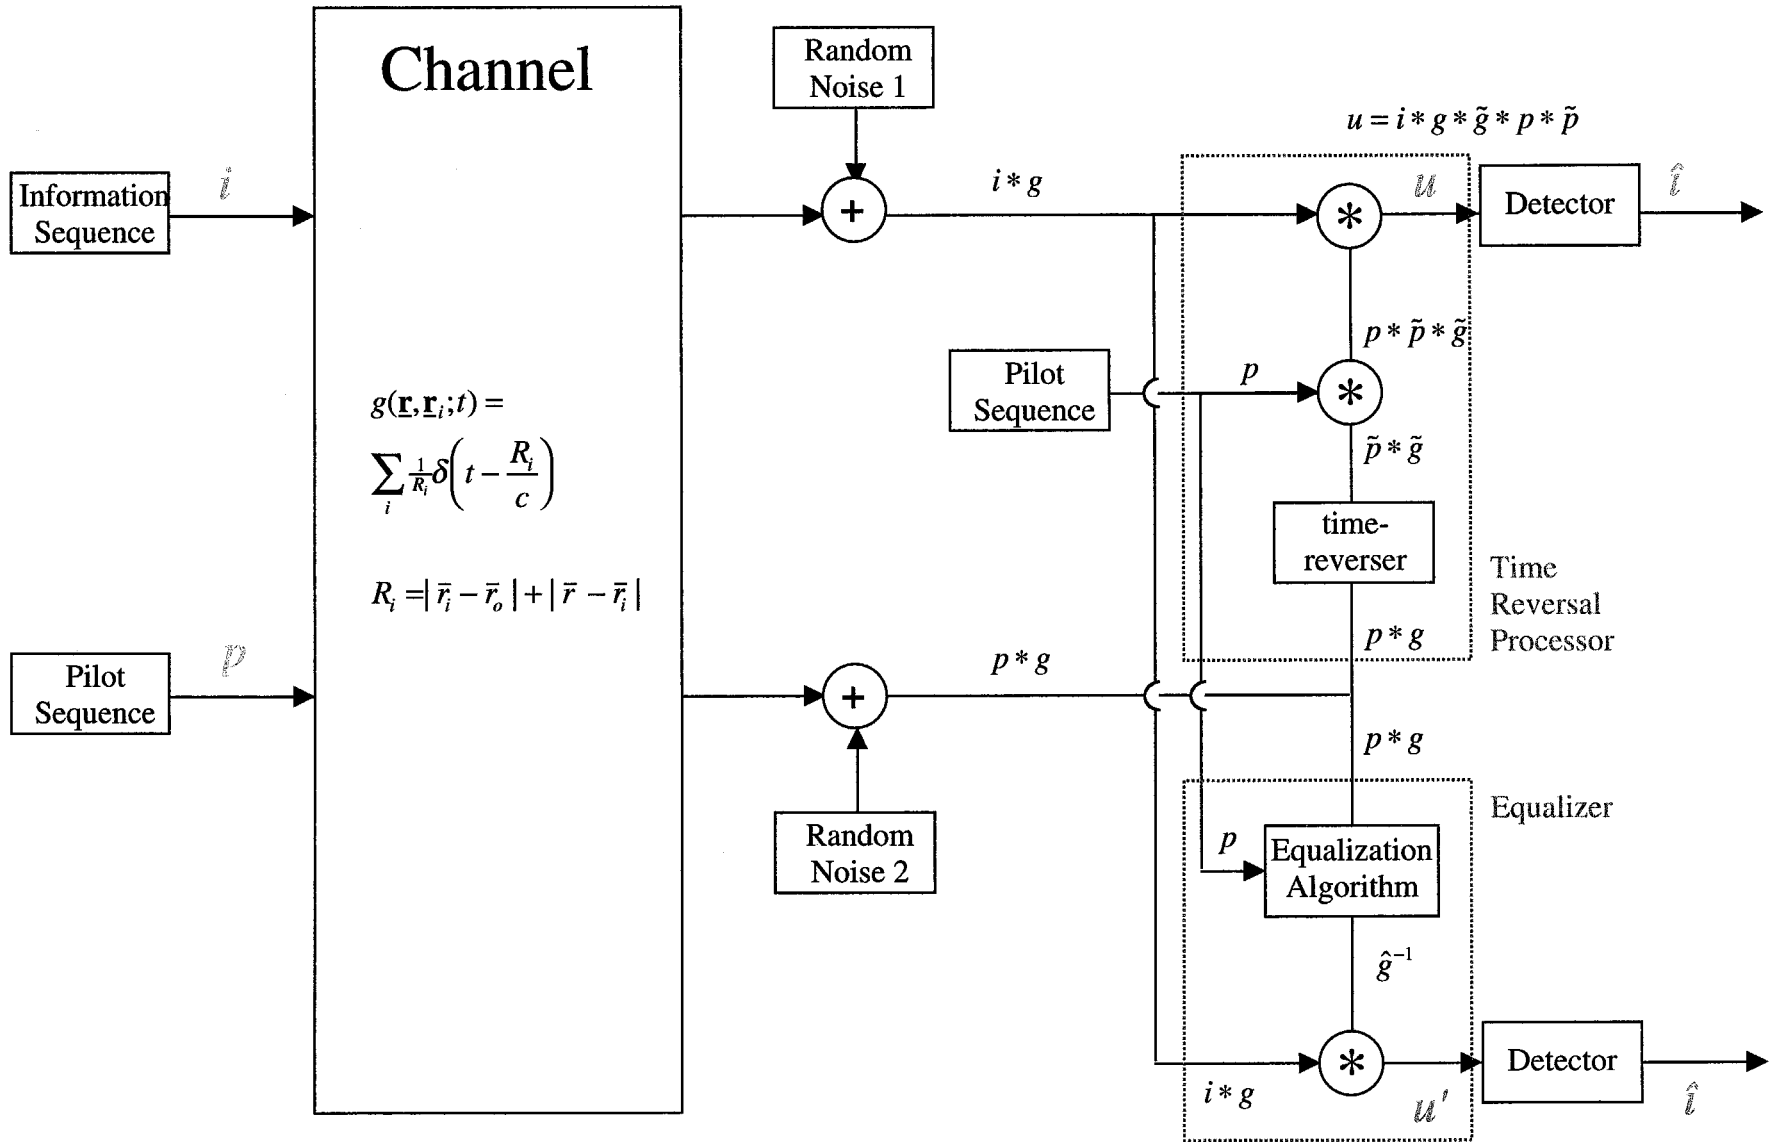 Channel
Random
Noise 1
u = i * g * g̃ * p * p̃
Information
Sequence
i
+
i * g
*
u
Detector
î
p * p̃ * g̃
Pilot
Sequence
p
*
p̃ * g̃
g(r, r_i; t) =
∑_i 1/R_i δ(t − R_i/c)
time-
reverser
Time
Reversal
Processor
R_i =| r̄_i − r̄_o | + | r̄ − r̄_i |
p * g
Pilot
Sequence
p
+
p * g
p * g
Random
Noise 2
Equalizer
p
Equalization
Algorithm
ĝ⁻¹
i * g
*
u'
Detector
î